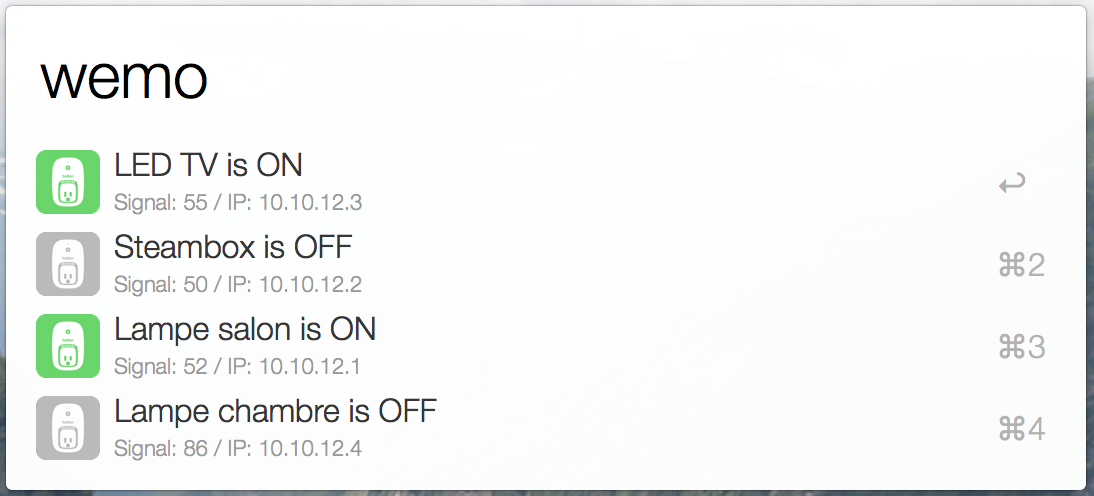 wemo
LED TV is ON
Signal: 55 / IP: 10.10.12.3
↩
Steambox is OFF
Signal: 50 / IP: 10.10.12.2
⌘2
Lampe salon is ON
Signal: 52 / IP: 10.10.12.1
⌘3
Lampe chambre is OFF
Signal: 86 / IP: 10.10.12.4
⌘4